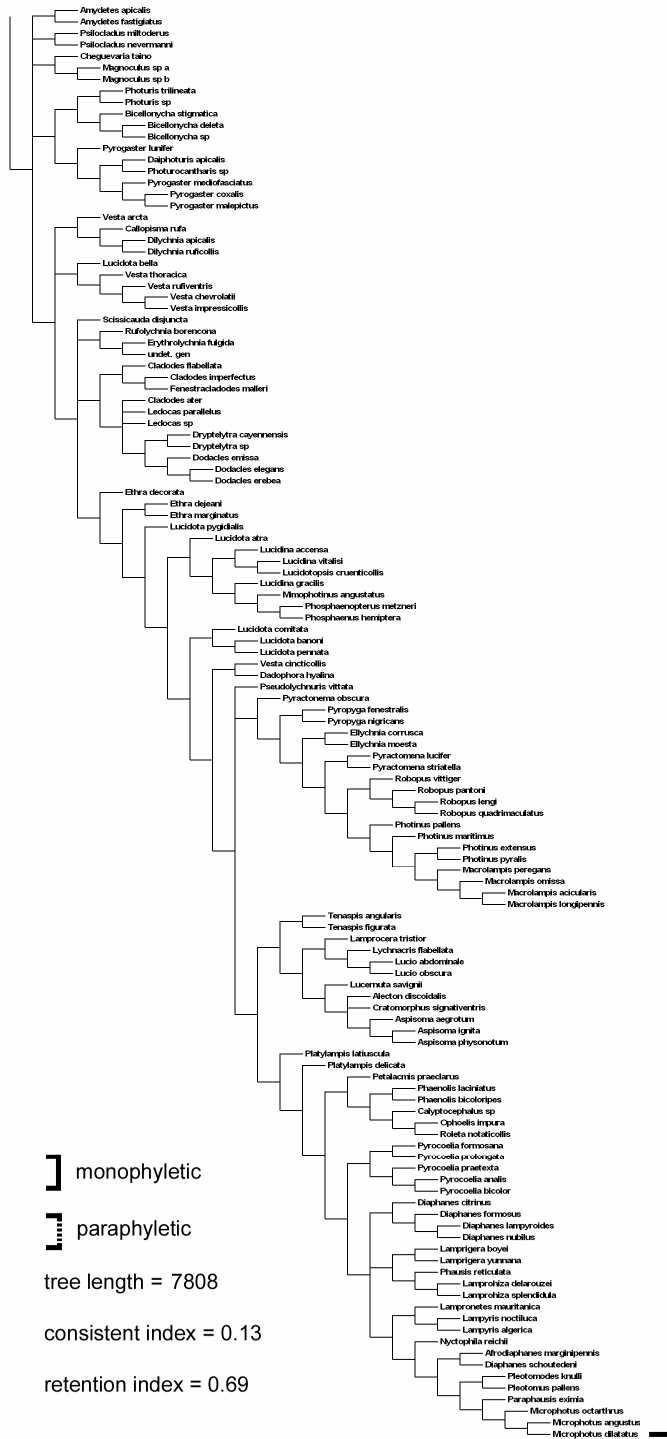 Amydetes apicalis
Amydetes fastigiatus
Psilocladus miltoderus
Psilocladus nevermanni
Cheguevaria taino
Magnoculus sp a
Magnoculus sp b
Photuris trilineata
Photuris sp
Bicellonycha stigmatica
Bicellonycha deleta
Bicellonycha sp
Pyrogaster lunifer
Daiphoturis apicalis
Photurocantharis sp
Pyrogaster mediofasciatus
Pyrogaster coxalis
Pyrogaster malepictus
Vesta arcta
Callopisma rufa
Dilychnia apicalis
Dilychnia ruficollis
Lucidota bella
Vesta thoracica
Vesta rufiventris
Vesta chevrolatii
Vesta impressicollis
Scissicauda disjuncta
Rufolychnia borencona
Erythrolychnia fulgida
undet. gen
Cladodes flabellata
Cladodes imperfectus
Fenestracladodes malleri
Cladodes ater
Ledocas parallelus
Ledocas sp
Dryptelytra cayennensis
Dryptelytra sp
Dodacles emissa
Dodacles elegans
Dodacles erebea
Ethra decorata
Ethra dejeani
Ethra marginatus
Lucidota pygidialis
Lucidota atra
Lucidina accensa
Lucidina vitalisi
Lucidotopsis cruenticollis
Lucidina gracilis
Mimophotinus angustatus
Phosphaenopterus metzneri
Phosphaenus hemiptera
Lucidota comitata
Lucidota banoni
Lucidota pennata
Vesta cincticollis
Dadophora hyalina
Pseudolychnuris vittata
Pyractonema obscura
Pyropyga fenestralis
Pyropyga nigricans
Ellychnia corrusca
Ellychnia moesta
Pyractomena lucifer
Pyractomena striatella
Robopus vittiger
Robopus pantoni
Robopus lengi
Robopus quadrimaculatus
Photinus pallens
Photinus maritimus
Photinus extensus
Photinus pyralis
Macrolampis peregans
Macrolampis omissa
Macrolampis acicularis
Macrolampis longipennis
Tenaspis angularis
Tenaspis figurata
Lamprocera tristior
Lychnacris flabellata
Lucio abdominale
Lucio obscura
Lucernuta savignii
Alecton discoidalis
Cratomorphus signativentris
Aspisoma aegrotum
Aspisoma ignita
Aspisoma physonotum
Platylampis latiuscula
Platylampis delicata
Petalacmis praeclarus
Phaenolis laciniatus
Phaenolis bicoloripes
Calyptocephalus sp
Ophoelis impura
Roleta notaticollis
Pyrocoelia formosana
Pyrocoelia prolongata
Pyrocoelia praetexta
Pyrocoelia analis
Pyrocoelia bicolor
Diaphanes citrinus
Diaphanes formosus
Diaphanes lampyroides
Diaphanes nubilus
Lamprigera boyei
Lamprigera yunnana
Phausis reticulata
Lamprohiza delarouzei
Lamprohiza splendidula
Lampronetes mauritanica
Lampyris noctiluca
Lampyris algerica
Nyctophila reichii
Afrodiaphanes marginipennis
Diaphanes schoutedeni
Pleotomodes knulli
Pleotomus pallens
Paraphausis eximia
Microphotus octarthrus
Microphotus angustus
Microphotus dilatatus
monophyletic
paraphyletic
tree length = 7808
consistent index = 0.13
retention index = 0.69